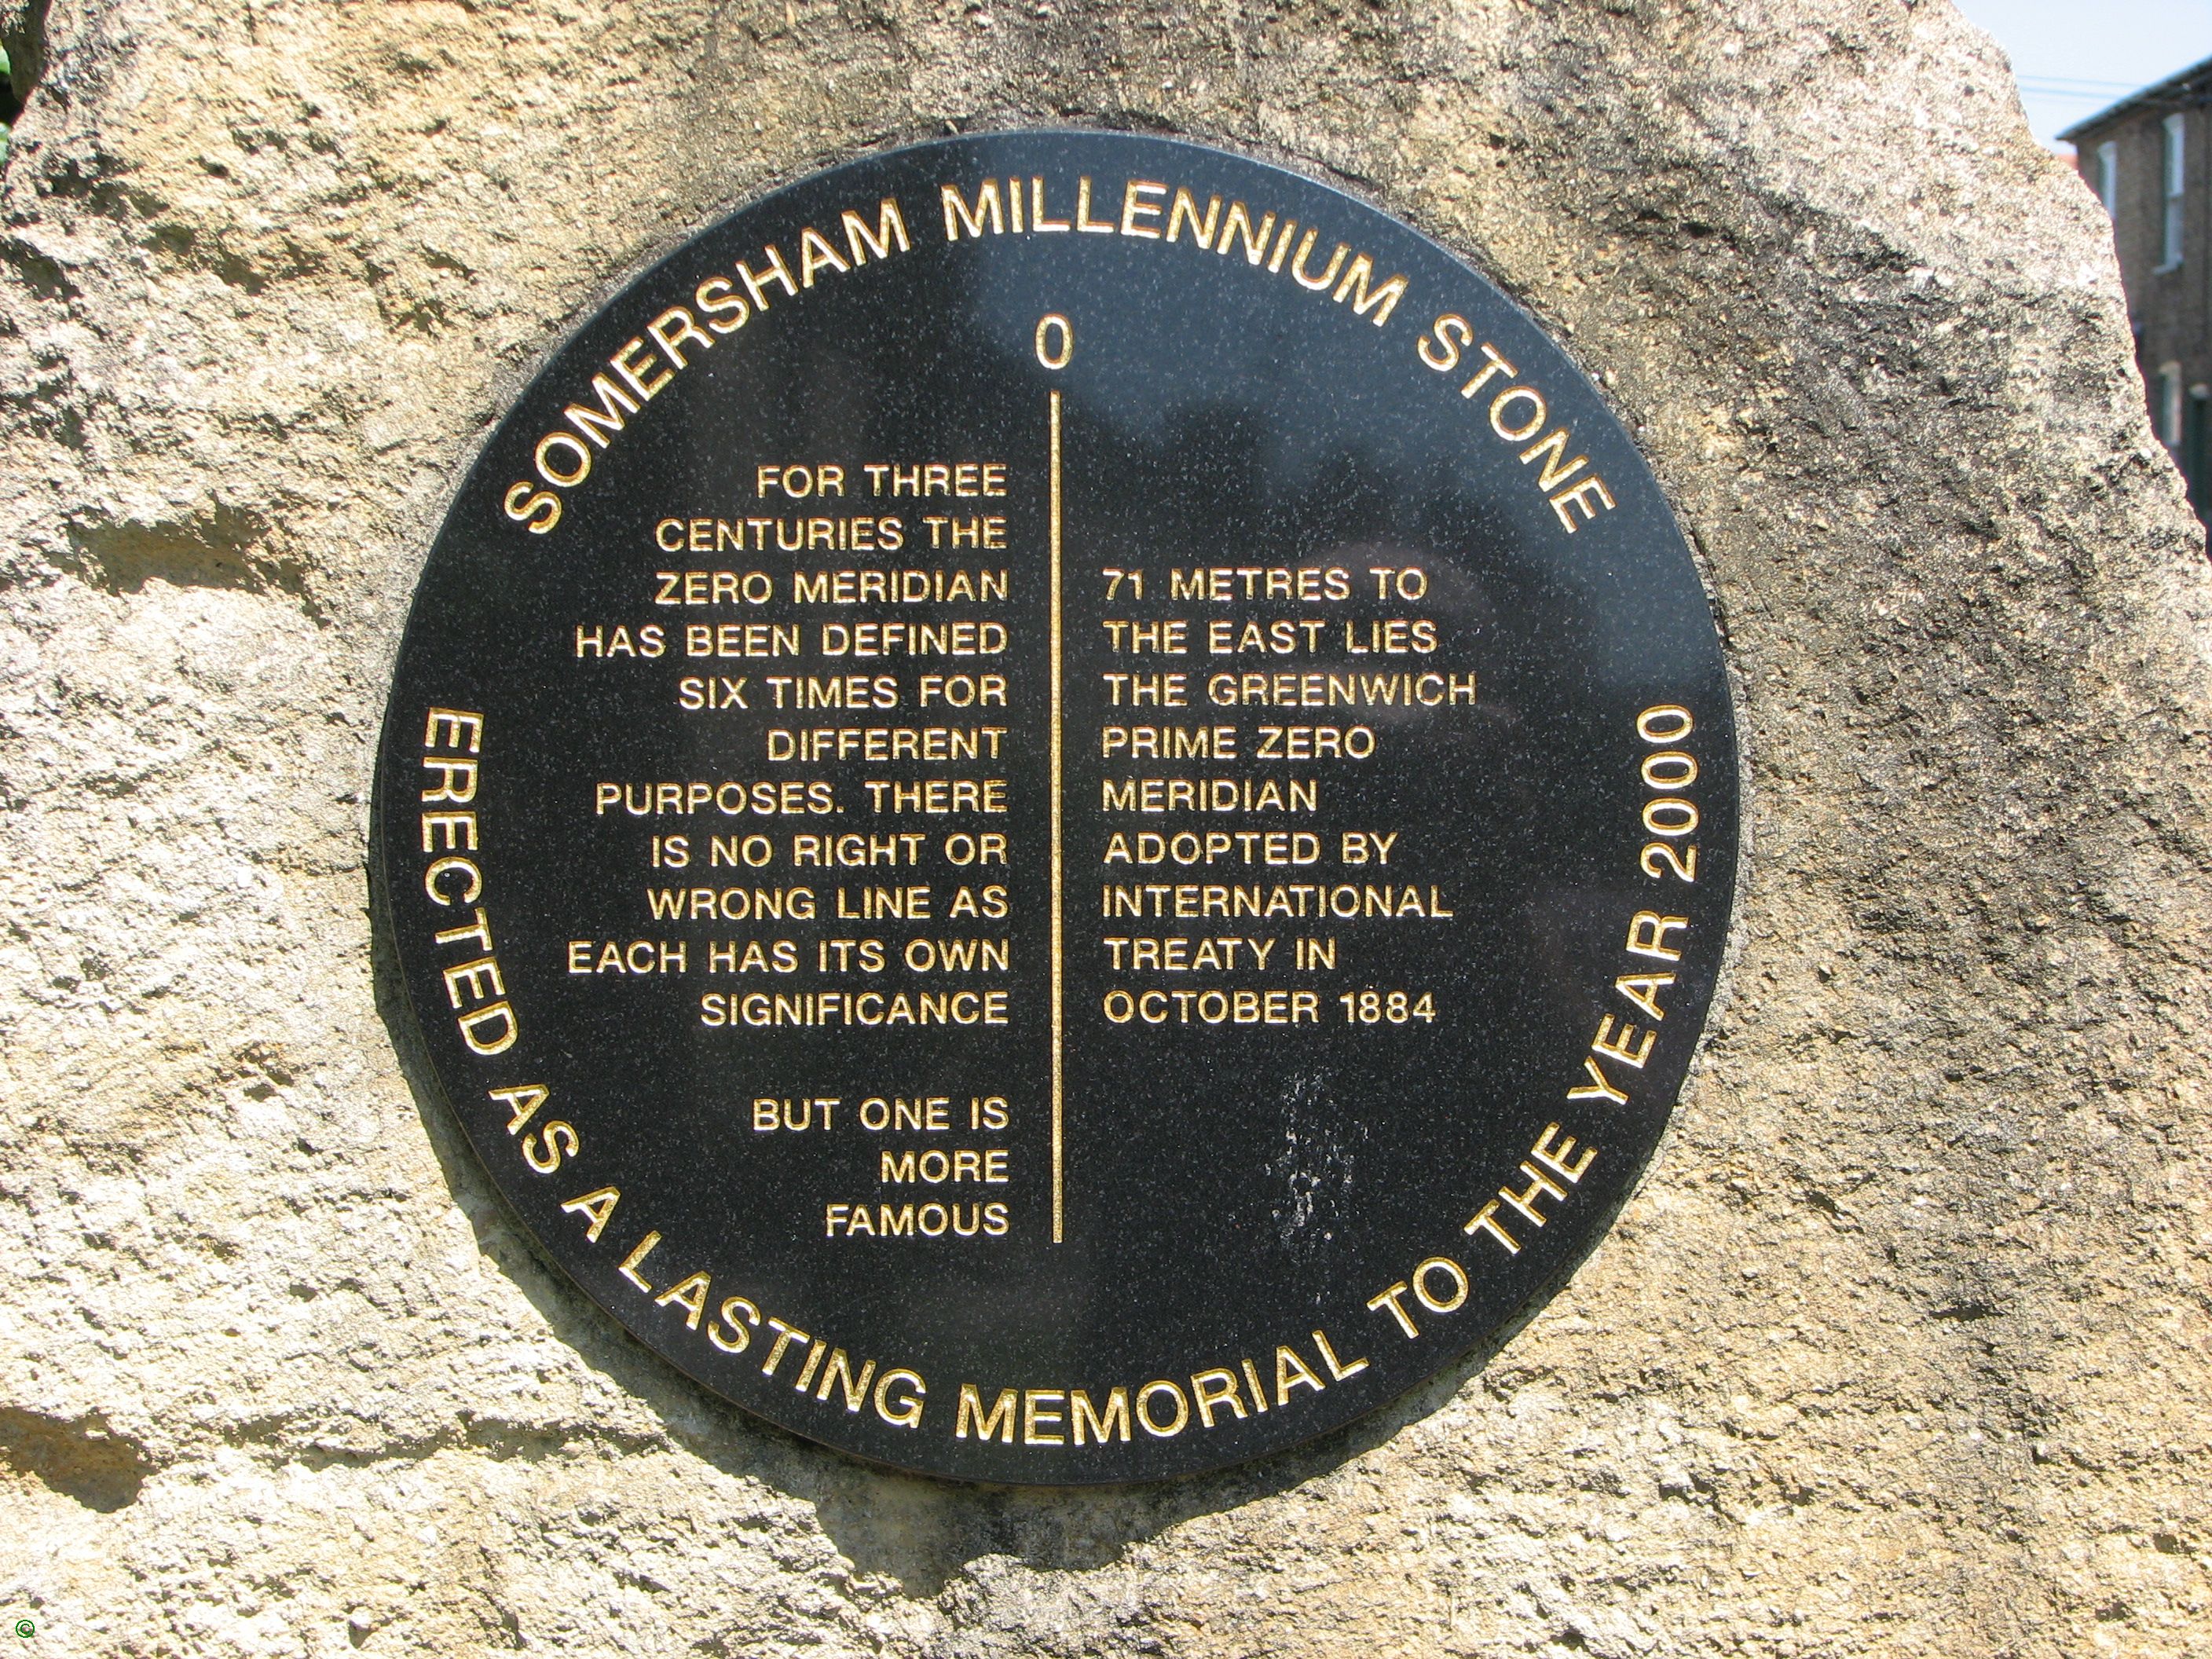 SOMERSHAM MILLENNIUM STONE
0
FOR THREE
CENTURIES THE
ZERO MERIDIAN
HAS BEEN DEFINED
SIX TIMES FOR
DIFFERENT
PURPOSES. THERE
IS NO RIGHT OR
WRONG LINE AS
EACH HAS ITS OWN
SIGNIFICANCE
BUT ONE IS
MORE
FAMOUS
71 METRES TO
THE EAST LIES
THE GREENWICH
PRIME ZERO
MERIDIAN
ADOPTED BY
INTERNATIONAL
TREATY IN
OCTOBER 1884
ERECTED AS A LASTING MEMORIAL TO THE YEAR 2000
©